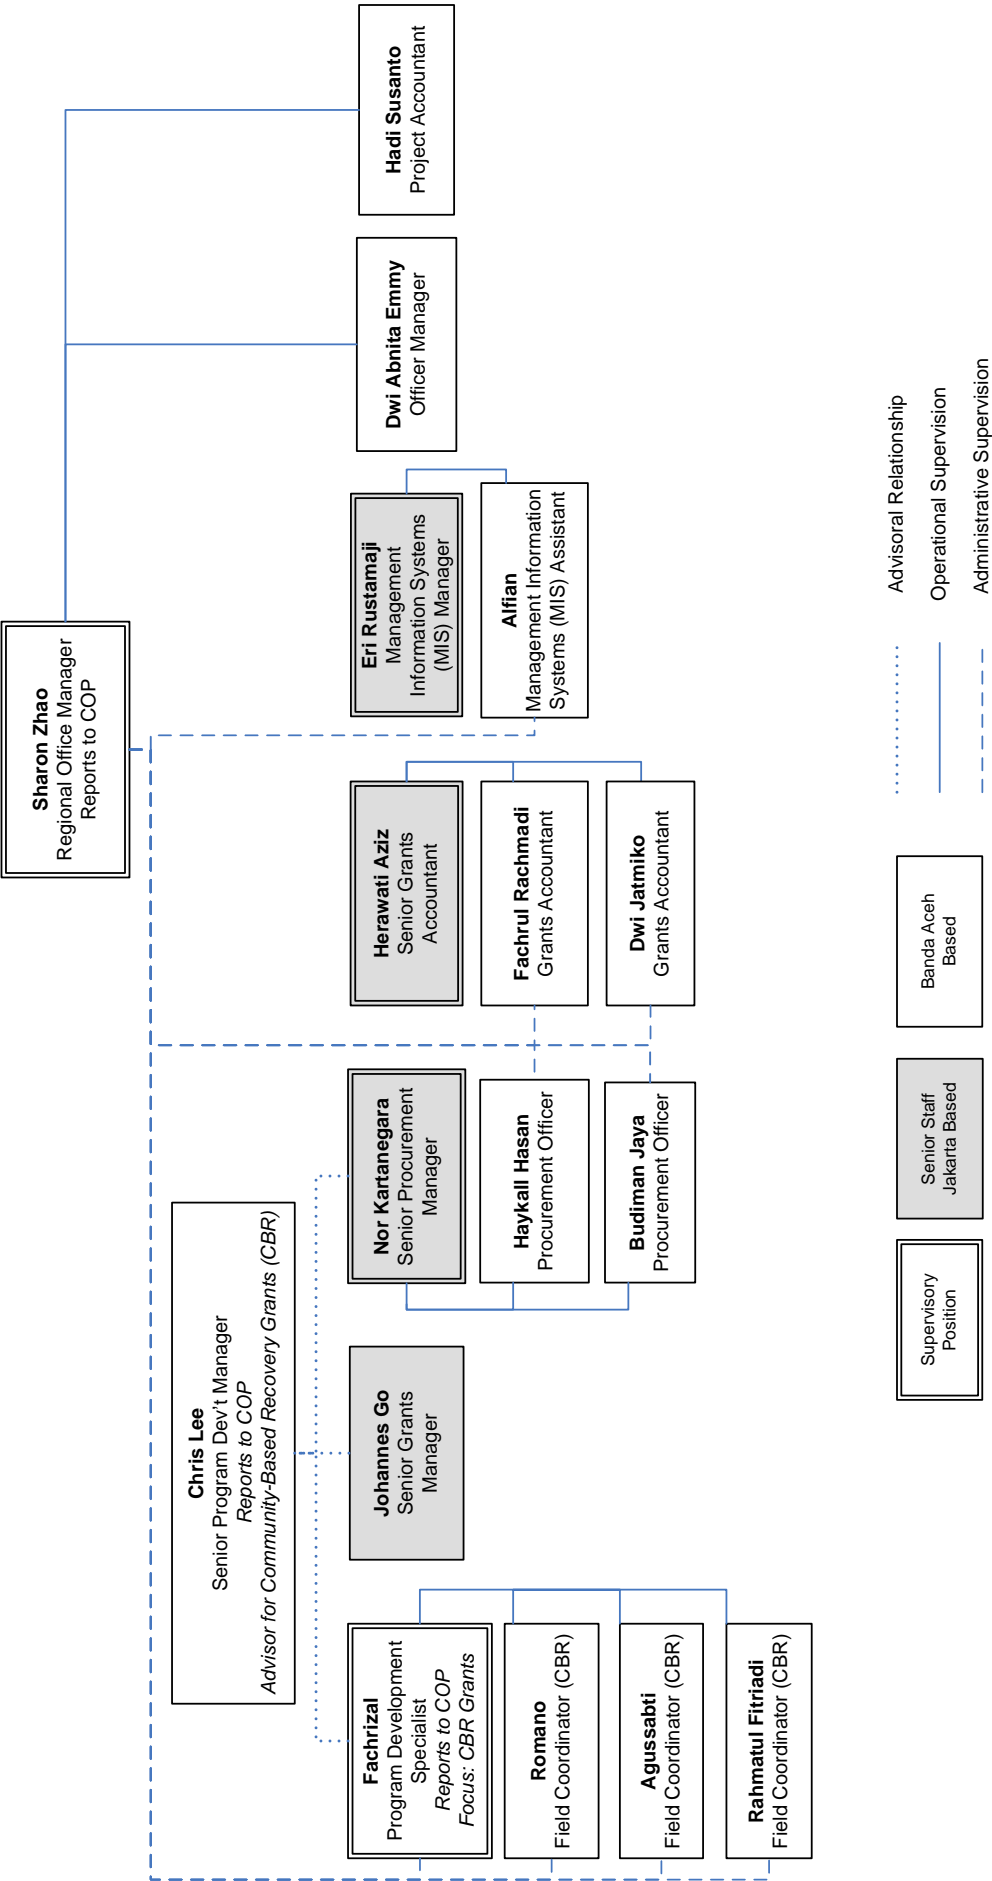 Sharon Zhao
Regional Office Manager
Reports to COP
Chris Lee
Senior Program Dev't Manager
Reports to COP
Advisor for Community-Based Recovery Grants (CBR)
Fachrizal
Program Development
Specialist
Reports to COP
Focus: CBR Grants
Romano
Field Coordinator (CBR)
Agussabti
Field Coordinator (CBR)
Rahmatul Fitriadi
Field Coordinator (CBR)
Johannes Go
Senior Grants
Manager
Nor Kartanegara
Senior Procurement
Manager
Haykall Hasan
Procurement Officer
Budiman Jaya
Procurement Officer
Herawati Aziz
Senior Grants
Accountant
Fachrul Rachmadi
Grants Accountant
Dwi Jatmiko
Grants Accountant
Eri Rustamaji
Management
Information Systems
(MIS) Manager
Alfian
Management Information
Systems (MIS) Assistant
Dwi Abnita Emmy
Officer Manager
Hadi Susanto
Project Accountant
Supervisory
Position
Senior Staff
Jakarta Based
Banda Aceh
Based
Advisoral Relationship
Operational Supervision
Administrative Supervision